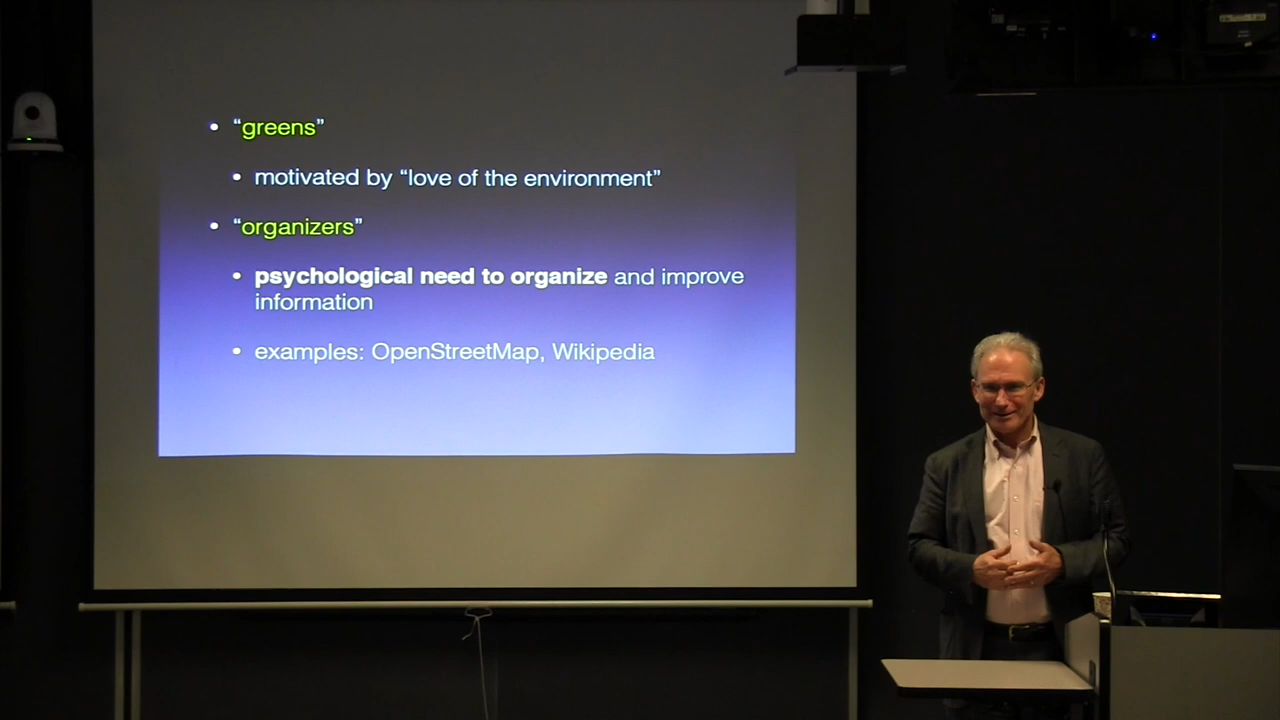 • “greens”
• motivated by “love of the environment”
• “organizers”
• psychological need to organize and improve
information
• examples: OpenStreetMap, Wikipedia